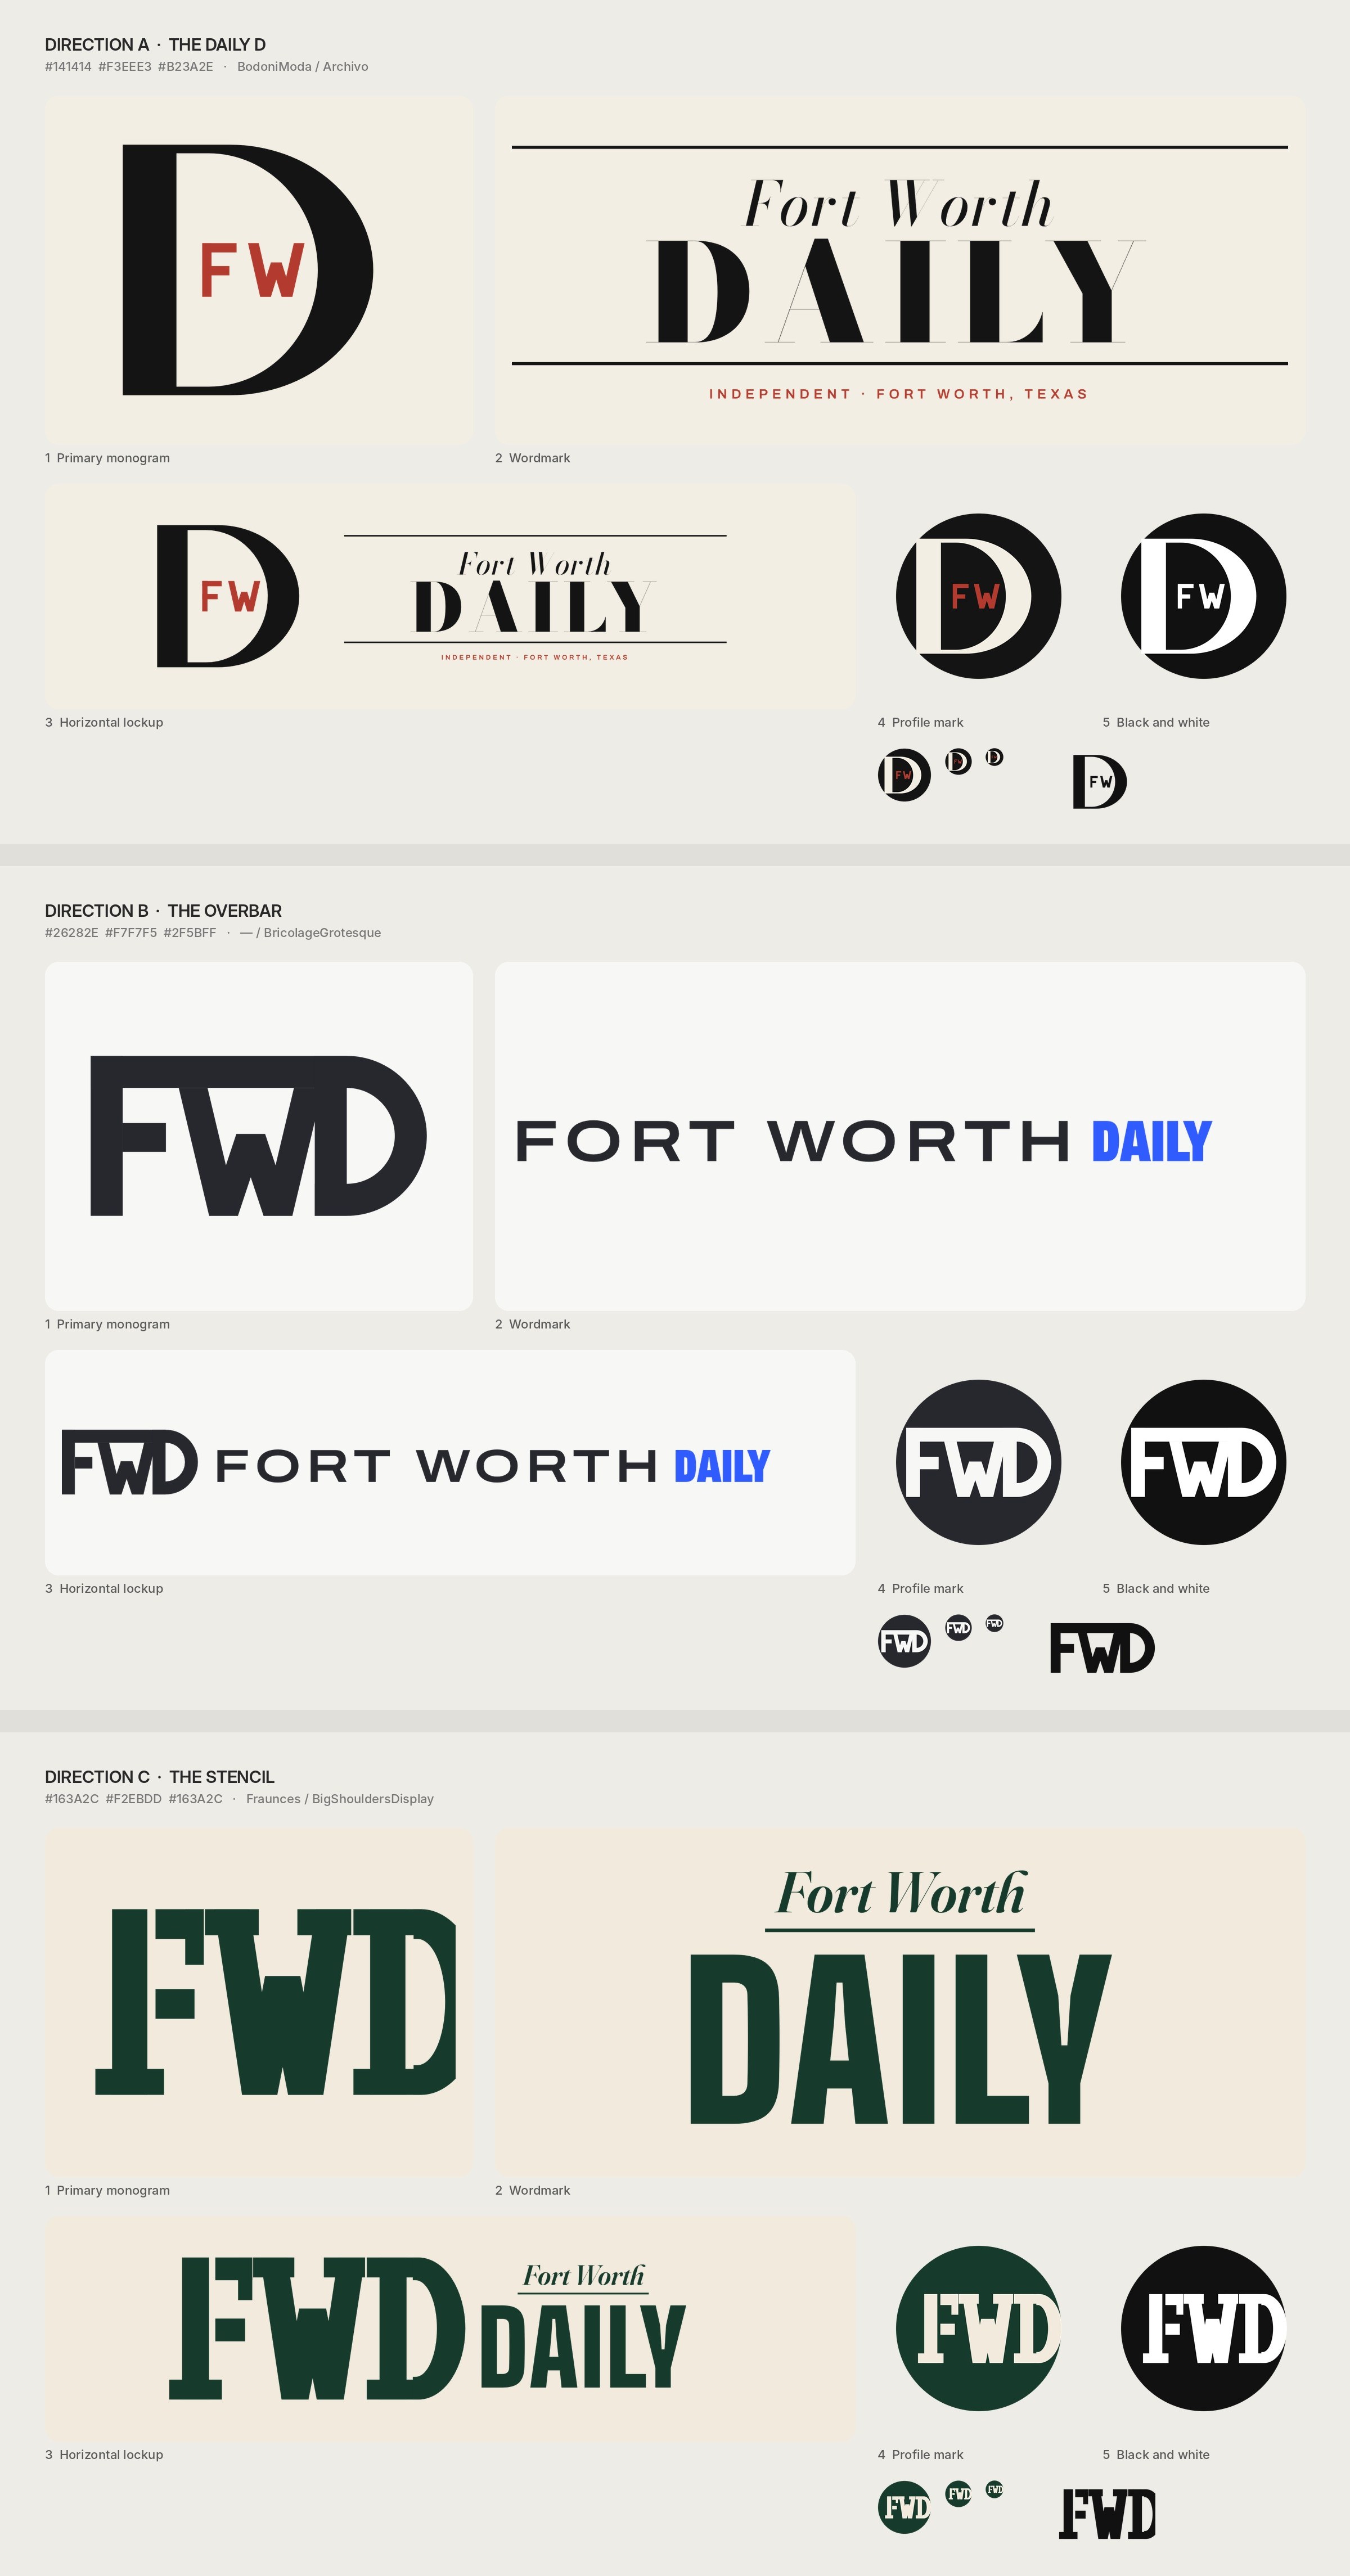 DIRECTION A · THE DAILY D
#141414 #F3EEE3 #B23A2E · BodoniModa / Archivo
D
FW
Fort Worth
DAILY
INDEPENDENT · FORT WORTH, TEXAS
1 Primary monogram
2 Wordmark
D
FW
Fort Worth
DAILY
INDEPENDENT · FORT WORTH, TEXAS
D
FW
D
FW
3 Horizontal lockup
4 Profile mark
5 Black and white
D
FW
D
FW
D
D
FW
DIRECTION B · THE OVERBAR
#26282E #F7F7F5 #2F5BFF · — / BricolageGrotesque
FWD
FORT WORTH DAILY
1 Primary monogram
2 Wordmark
FWD FORT WORTH DAILY
FWD
FWD
3 Horizontal lockup
4 Profile mark
5 Black and white
FWD
FWD
FWD
FWD
DIRECTION C · THE STENCIL
#163A2C #F2EBDD #163A2C · Fraunces / BigShouldersDisplay
FWD
Fort Worth
DAILY
1 Primary monogram
2 Wordmark
FWD
Fort Worth
DAILY
FWD
FWD
3 Horizontal lockup
4 Profile mark
5 Black and white
FWD
FWD
FWD
FWD